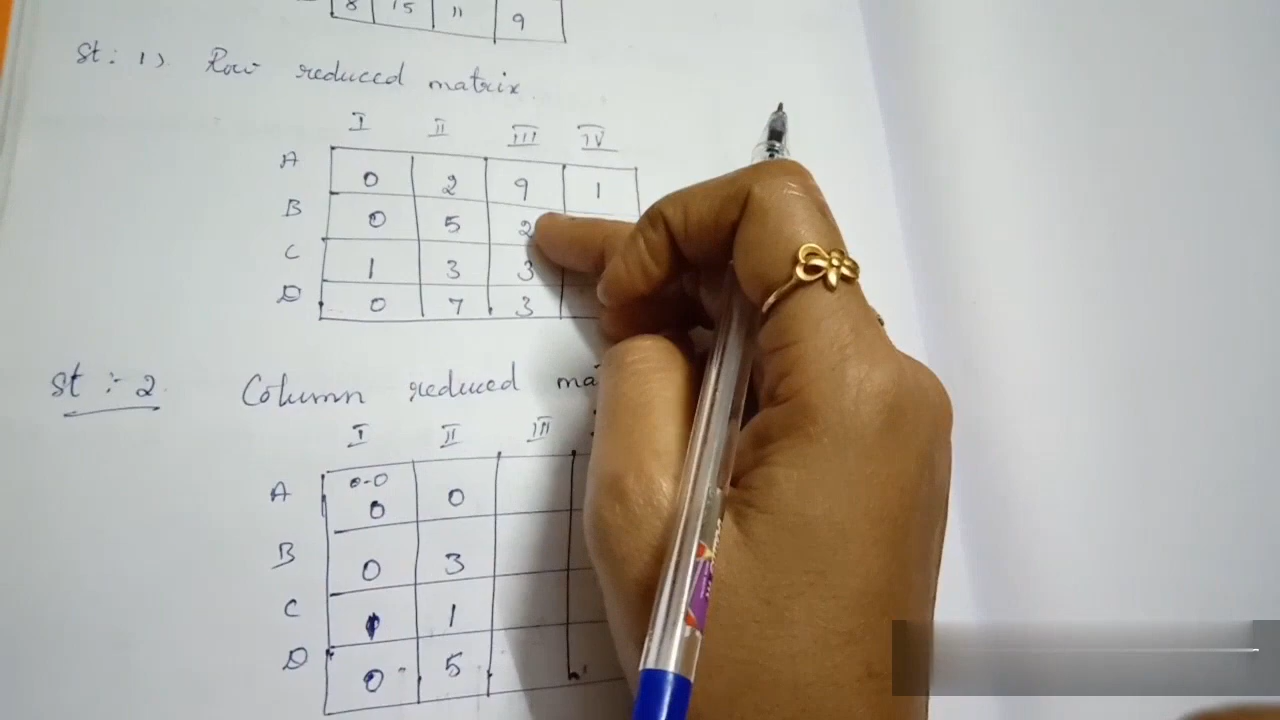 8 15 11 9
St: 1). Row reduced matrix.
I II III IV
A 0 2 9 1
B 0 5 2
C 1 3 3
D 0 7 3
St :- 2. Column reduced
I II III
0-0
A 0 0
B 0 3
C 1
D 0 5